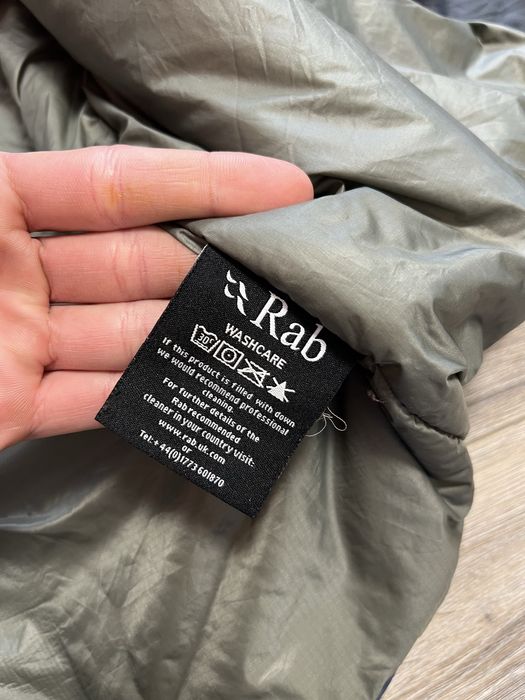 Rab
WASHCARE
30°
If this product is filled with down
we would recommend professional
cleaning.
For further details of the
Rab recommended
cleaner in your country visit:
www.rab.uk.com
or
Tel:+44(0)1773 601870